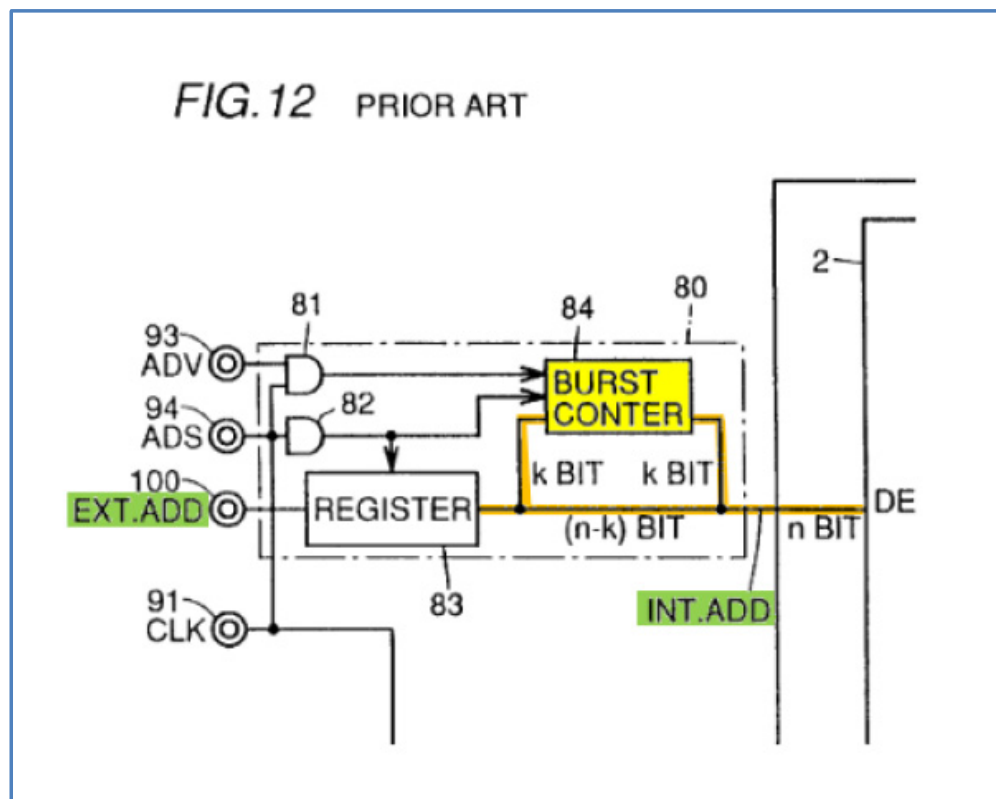 FIG.12 PRIOR ART
2
80
81
84
93
ADV
BURST
CONTER
82
94
ADS
100
k BIT k BIT
EXT.ADD
REGISTER
DE
(n-k) BIT
n BIT
83
INT.ADD
91
CLK